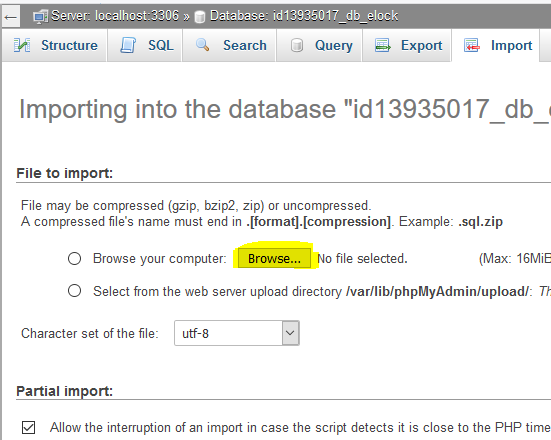 Server: localhost:3306 » Database: id13935017_db_elock
Structure SQL Search Query Export Import
Importing into the database "id13935017_db_
File to import:
File may be compressed (gzip, bzip2, zip) or uncompressed.
A compressed file's name must end in .[format].[compression]. Example: .sql.zip
Browse your computer: Browse... No file selected. (Max: 16MiB
Select from the web server upload directory /var/lib/phpMyAdmin/upload/: Th
Character set of the file: utf-8
Partial import:
Allow the interruption of an import in case the script detects it is close to the PHP time